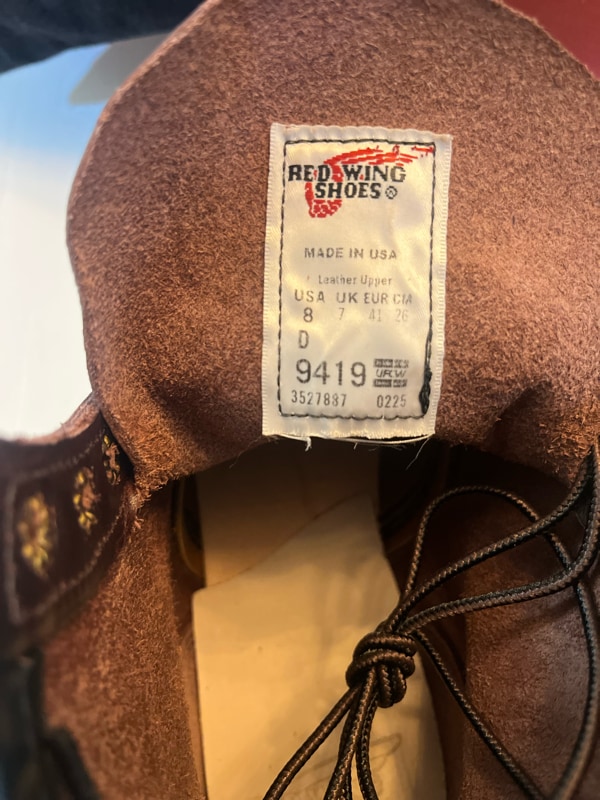 RED WING
SHOES®
MADE IN USA
Leather Upper
USA UK EUR CM
8 7 41 26
D
9419 UFCW
3527887 0225